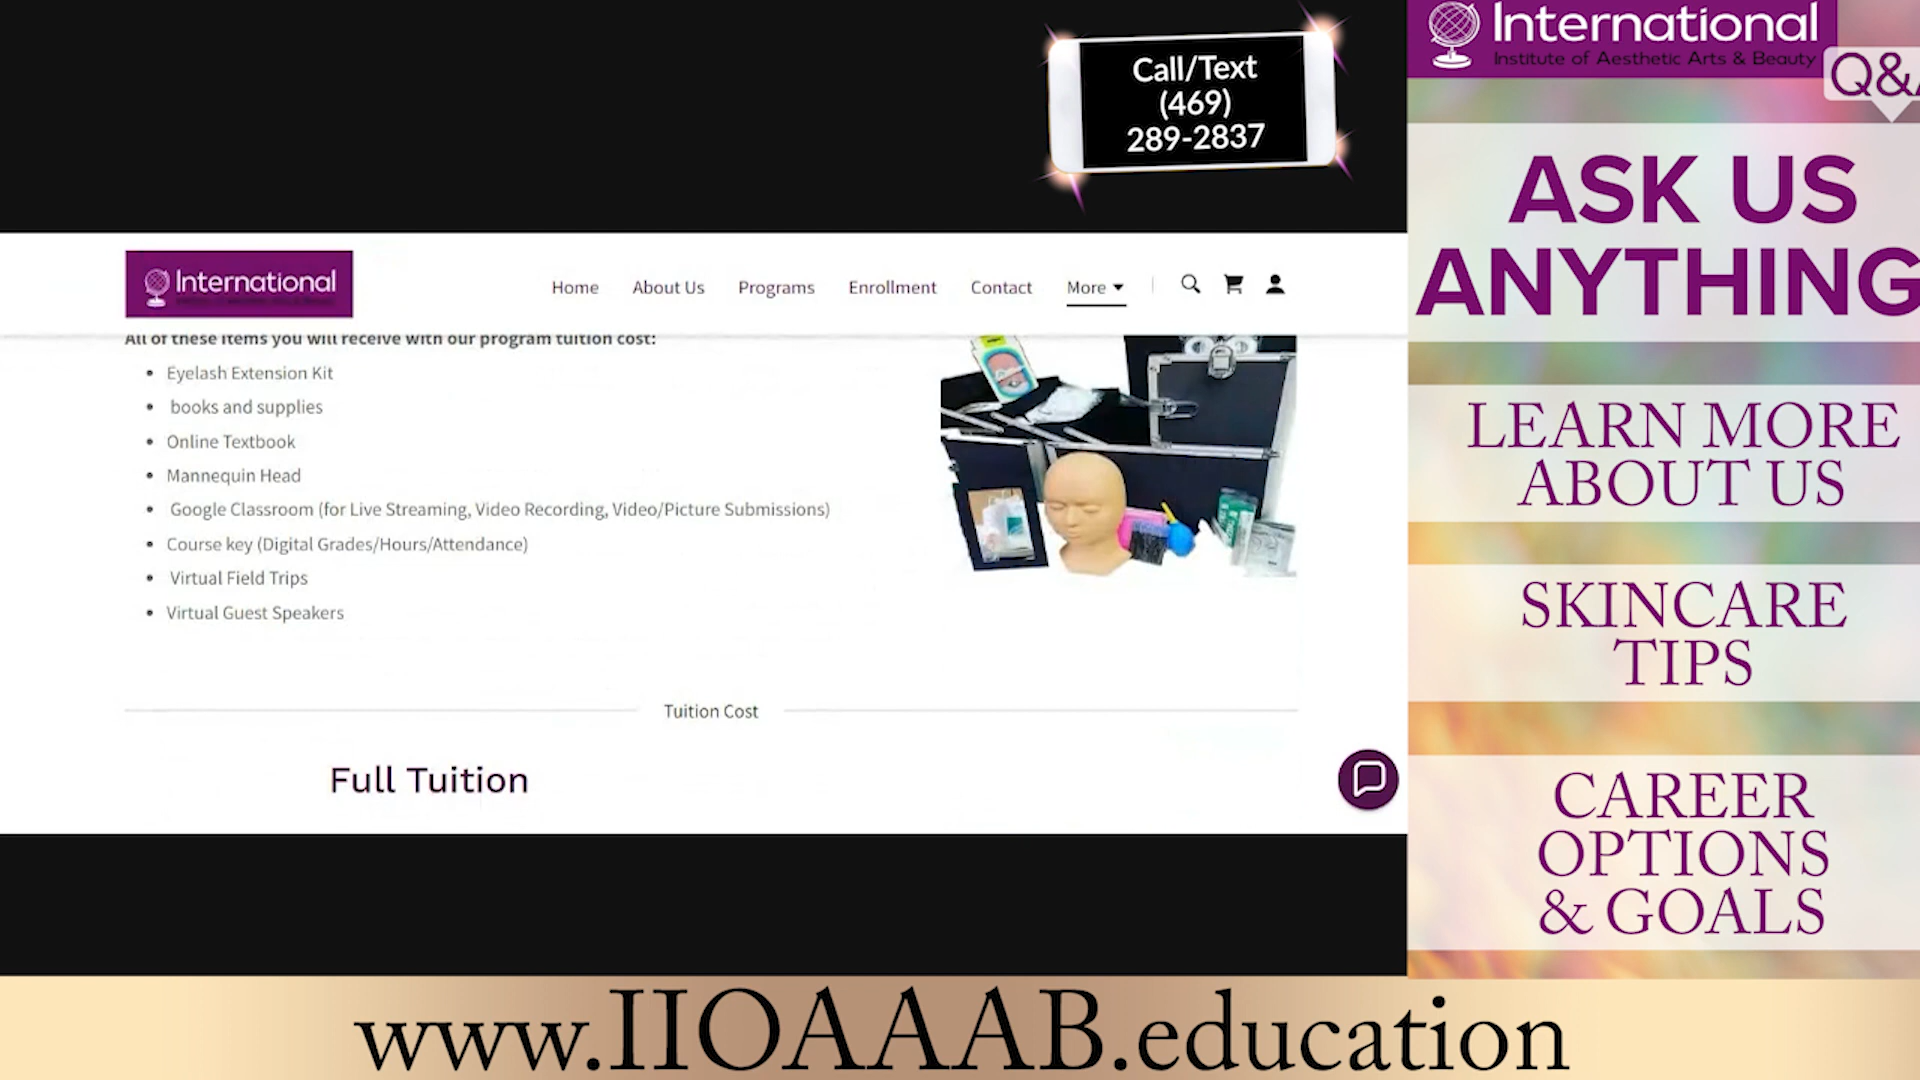 Call/Text
(469)
289-2837
International
Home
About Us
Programs
Enrollment
Contact
More
All of these items you will receive with our program tuition cost:
Eyelash Extension Kit
books and supplies
Online Textbook
Mannequin Head
Google Classroom (for Live Streaming, Video Recording, Video/Picture Submissions)
Course key (Digital Grades/Hours/Attendance)
Virtual Field Trips
Virtual Guest Speakers
Tuition Cost
Full Tuition
International
Institute of Aesthetic Arts & Beauty
Q&A
ASK US
ANYTHING
LEARN MORE
ABOUT US
SKINCARE
TIPS
CAREER
OPTIONS
& GOALS
www.IIOAAAB.education